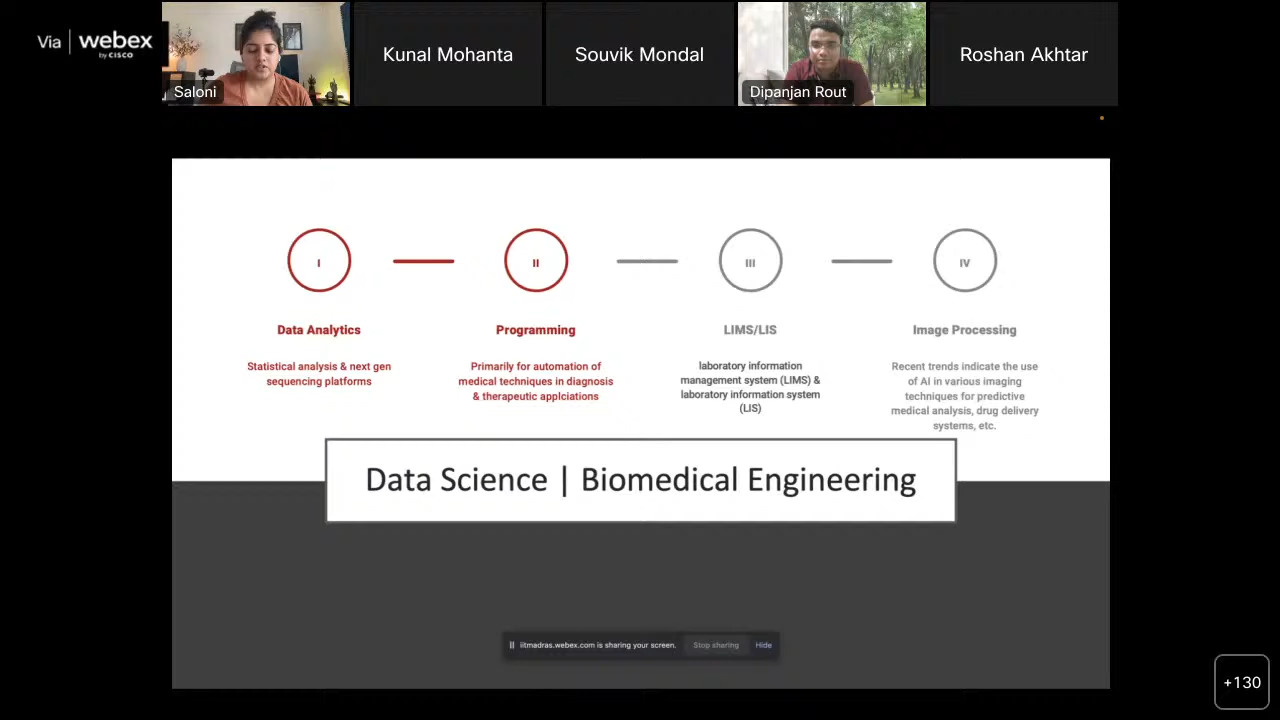 Via | webex
by CISCO
Saloni
Kunal Mohanta
Souvik Mondal
Dipanjan Rout
Roshan Akhtar
I
II
III
IV
Data Analytics
Programming
LIMS/LIS
Image Processing
Statistical analysis & next gen
sequencing platforms
Primarily for automation of
medical techniques in diagnosis
& therapeutic applciations
laboratory information
management system (LIMS) &
laboratory information system
(LIS)
Recent trends indicate the use
of AI in various imaging
techniques for predictive
medical analysis, drug delivery
systems, etc.
Data Science | Biomedical Engineering
iitmadras.webex.com is sharing your screen. Stop sharing Hide
+130